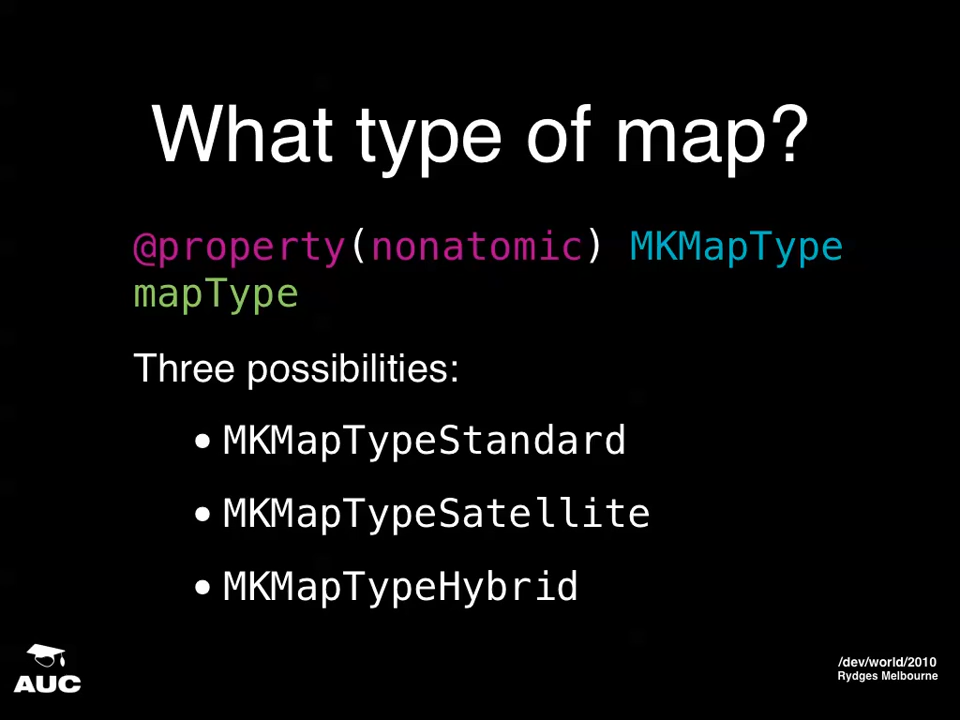 What type of map?
@property(nonatomic) MKMapType
mapType
Three possibilities:
• MKMapTypeStandard
• MKMapTypeSatellite
• MKMapTypeHybrid
AUC
/dev/world/2010
Rydges Melbourne